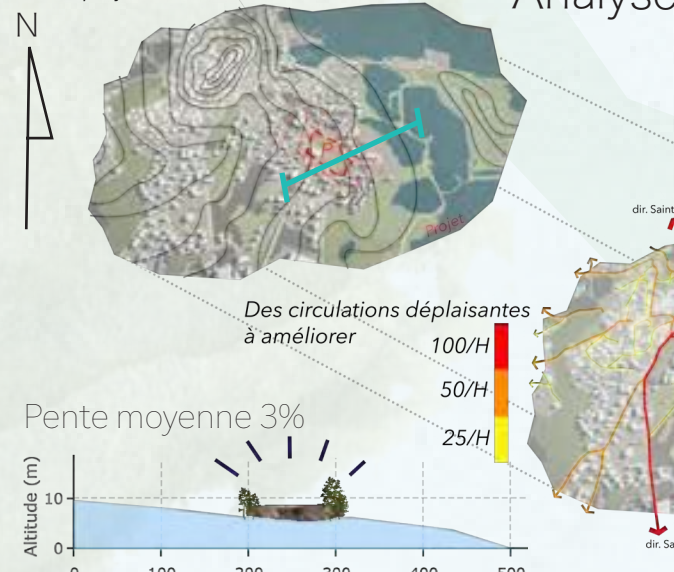 Analyse
N
P
Projet
dir. Saint
Des circulations déplaisantes
à améliorer
100/H
50/H
25/H
Pente moyenne 3%
Altitude (m)
10
0
0 100 200 300 400 500
dir. Sa